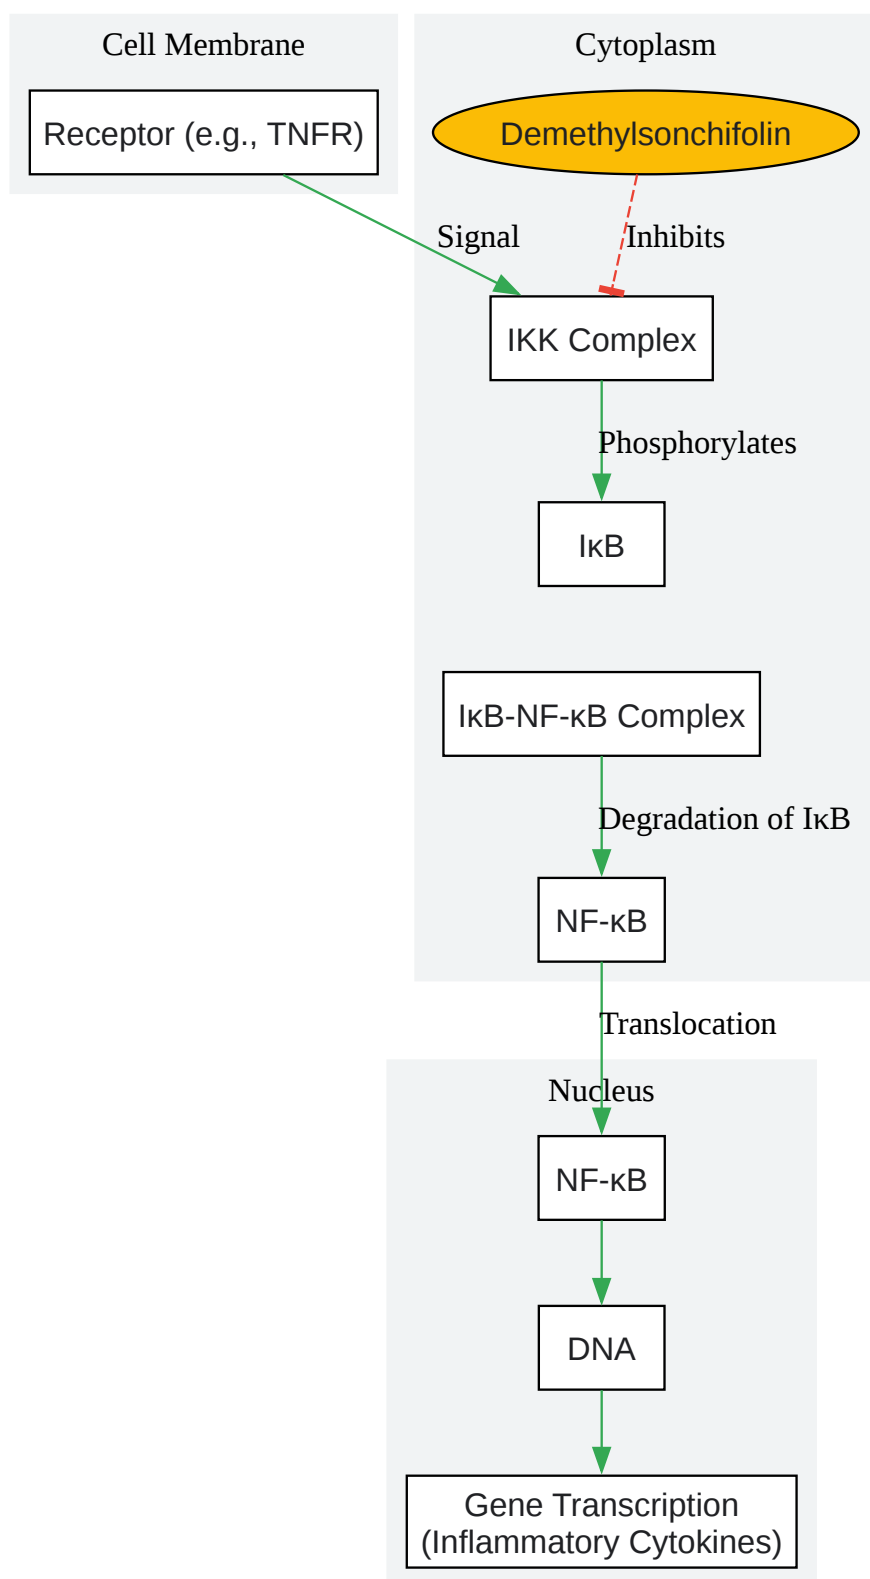 Cell Membrane
Cytoplasm
Receptor (e.g., TNFR)
Demethylsonchifolin
Signal
Inhibits
IKK Complex
Phosphorylates
IκB
IκB-NF-κB Complex
Degradation of IκB
NF-κB
Translocation
Nucleus
NF-κB
DNA
Gene Transcription
(Inflammatory Cytokines)